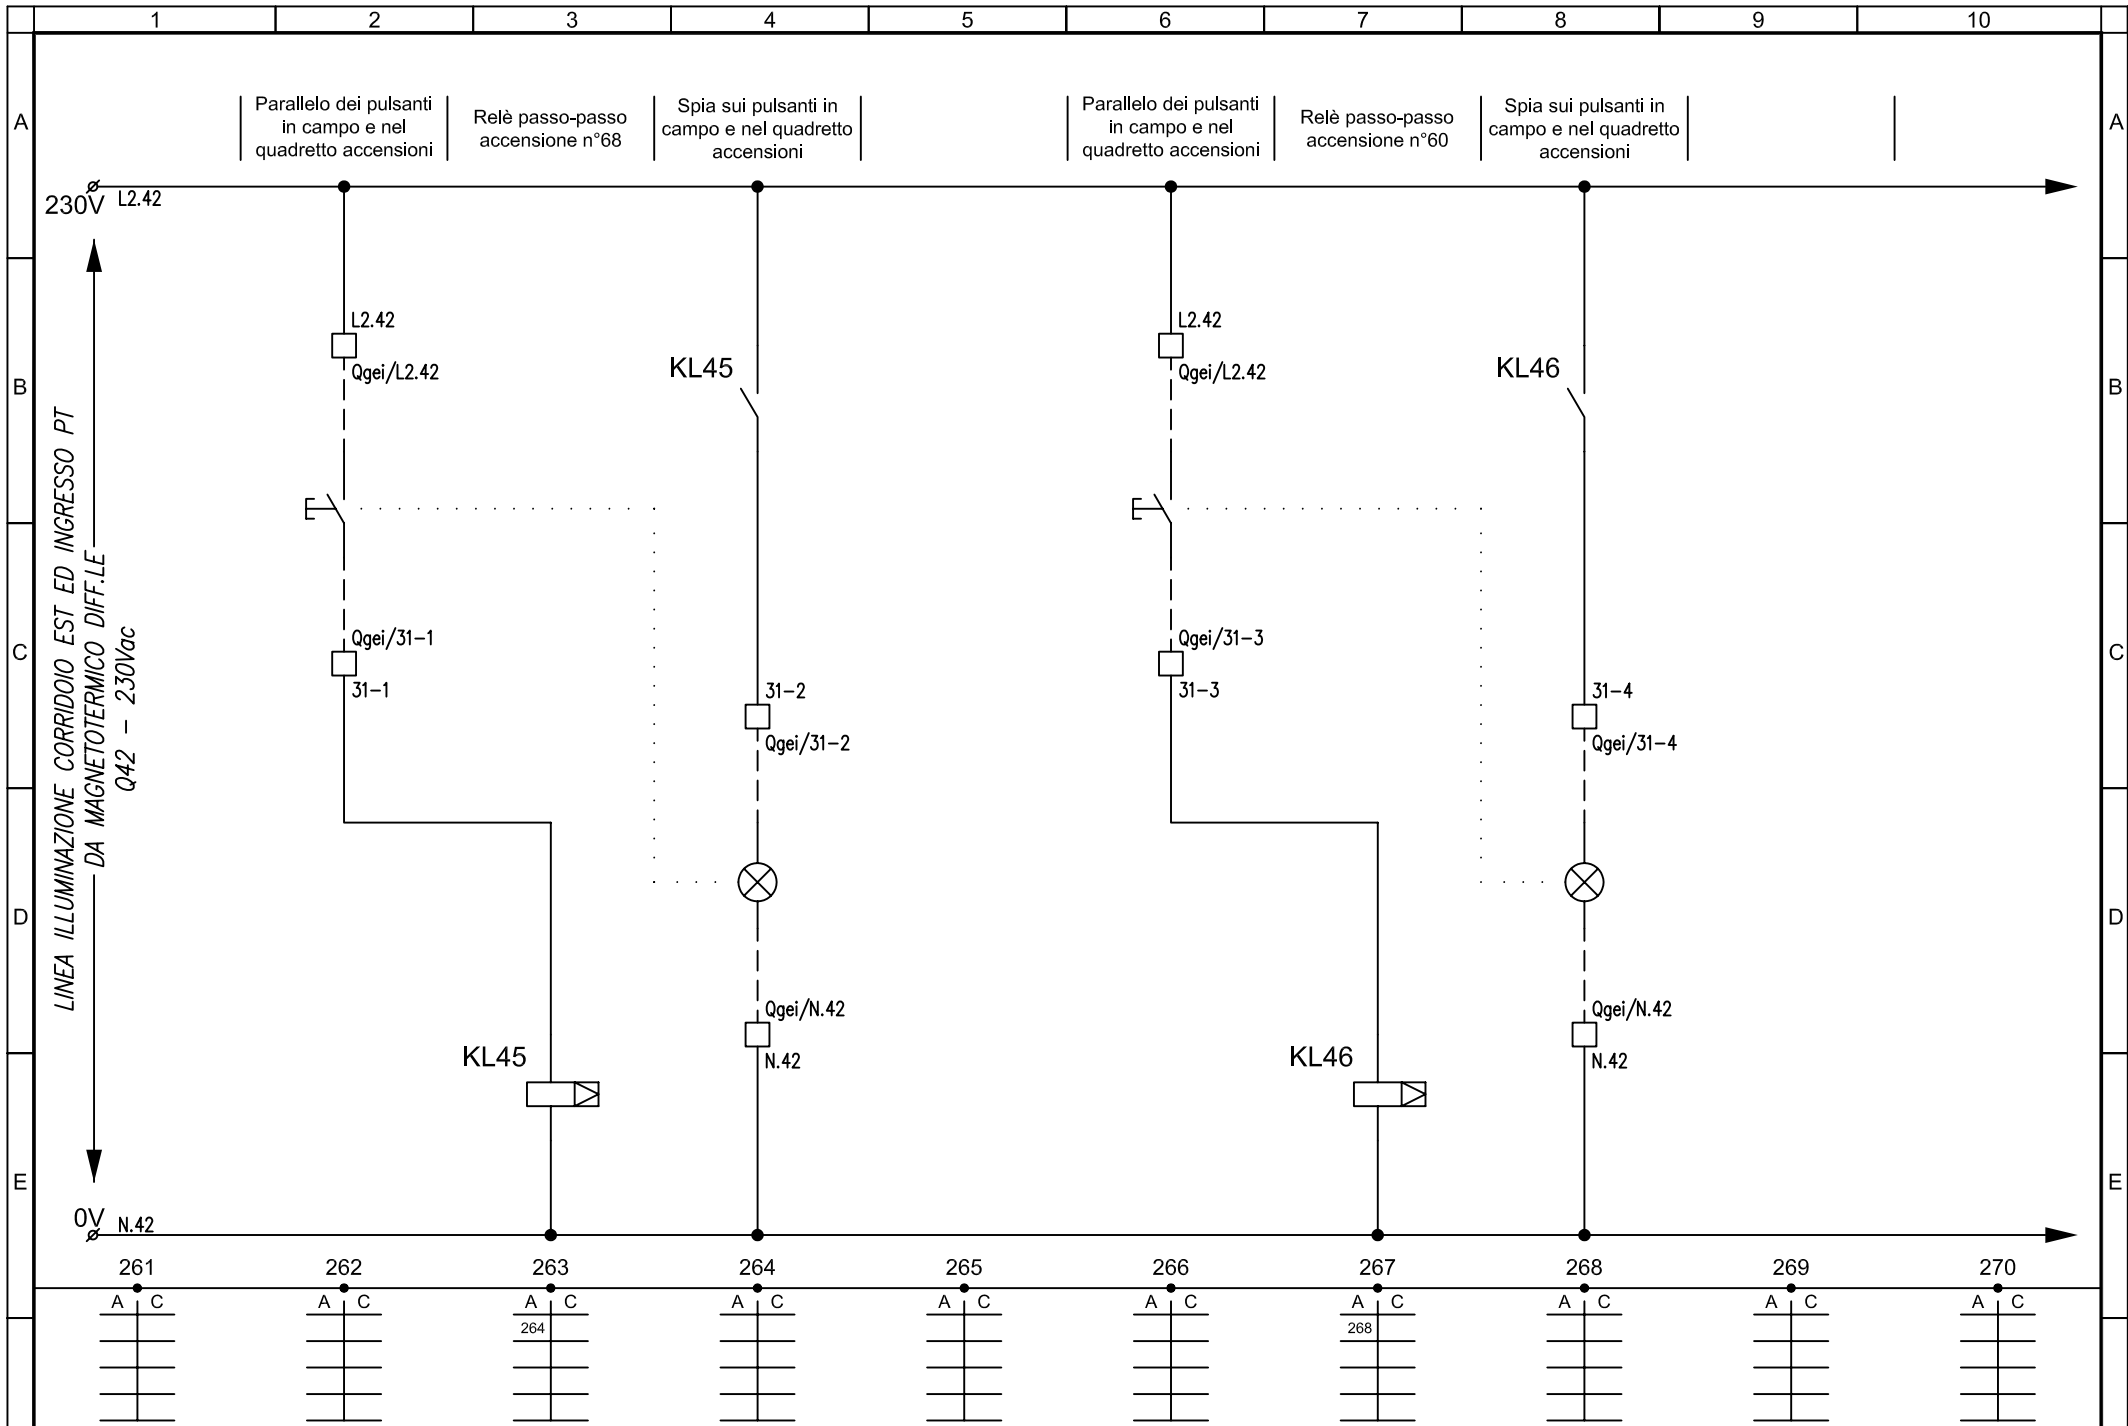 1 2 3 4 5 6 7 8 9 10
A A
Parallelo dei pulsanti
in campo e nel
quadretto accensioni
Relè passo-passo
accensione n°68
Spia sui pulsanti in
campo e nel quadretto
accensioni
Parallelo dei pulsanti
in campo e nel
quadretto accensioni
Relè passo-passo
accensione n°60
Spia sui pulsanti in
campo e nel quadretto
accensioni
230V L2.42
LINEA ILLUMINAZIONE CORRIDOIO EST ED INGRESSO PT
DA MAGNETOTERMICO DIFF.LE
Q42 - 230Vac
B B
L2.42
Qgei/L2.42
KL45
L2.42
Qgei/L2.42
KL46
C C
Qgei/31-1
31-1
31-2
Qgei/31-2
Qgei/31-3
31-3
31-4
Qgei/31-4
D D
Qgei/N.42
N.42
Qgei/N.42
N.42
KL45
KL46
E E
0V N.42
261 262 263 264 265 266 267 268 269 270
A C A C A C A C A C A C A C A C A C A C
264 268